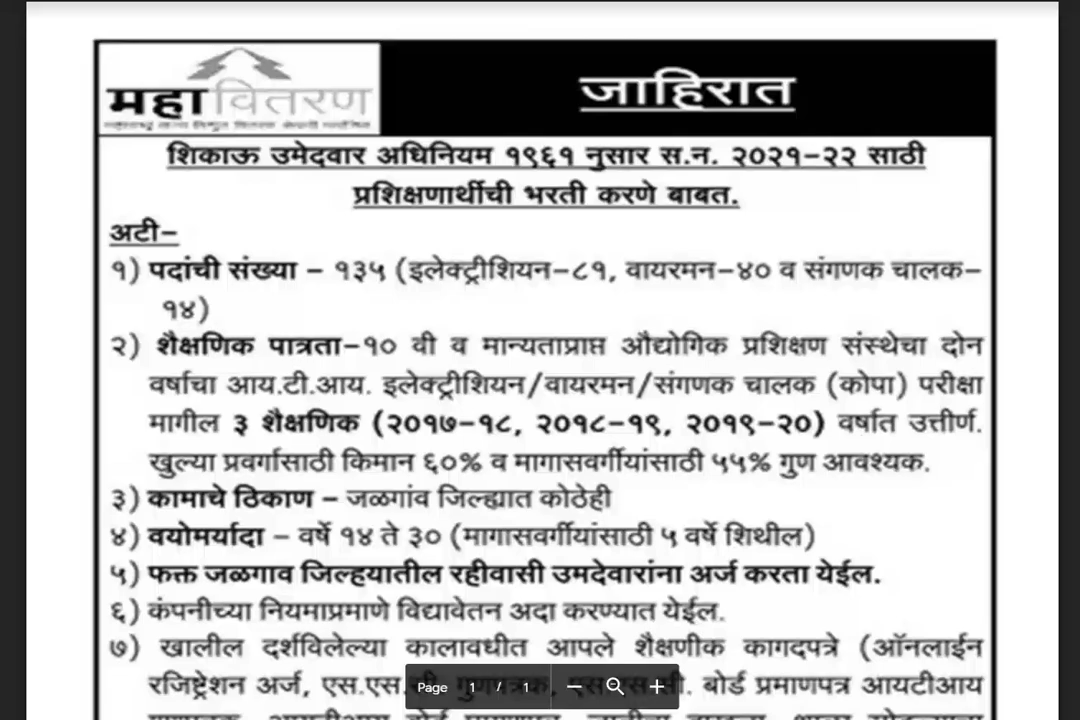 महावितरण
जाहिरात
शिकाऊ उमेदवार अधिनियम १९६१ नुसार स.न. २०२१-२२ साठी
प्रशिक्षणार्थीची भरती करणे बाबत.
अटी-
१) पदांची संख्या - १३५ (इलेक्ट्रीशियन-८१, वायरमन-४० व संगणक चालक-
१४)
२) शैक्षणिक पात्रता-१० वी व मान्यताप्राप्त औद्योगिक प्रशिक्षण संस्थेचा दोन
वर्षाचा आय.टी.आय. इलेक्ट्रीशियन/वायरमन/संगणक चालक (कोपा) परीक्षा
मागील ३ शैक्षणिक (२०१७-१८, २०१८-१९, २०१९-२०) वर्षात उत्तीर्ण.
खुल्या प्रवर्गासाठी किमान ६०% व मागासवर्गीयांसाठी ५५% गुण आवश्यक.
३) कामाचे ठिकाण - जळगांव जिल्ह्यात कोठेही
४) वयोमर्यादा - वर्षे १४ ते ३० (मागासवर्गीयांसाठी ५ वर्षे शिथील)
५) फक्त जळगाव जिल्हयातील रहीवासी उमदेवारांना अर्ज करता येईल.
६) कंपनीच्या नियमाप्रमाणे विद्यावेतन अदा करण्यात येईल.
७) खालील दर्शविलेल्या कालावधीत आपले शैक्षणीक कागदपत्रे (ऑनलाईन
रजिष्ट्रेशन अर्ज, एस.एस. गुणपत्रक, बोर्ड प्रमाणपत्र आयटीआय
Page 1 / 1